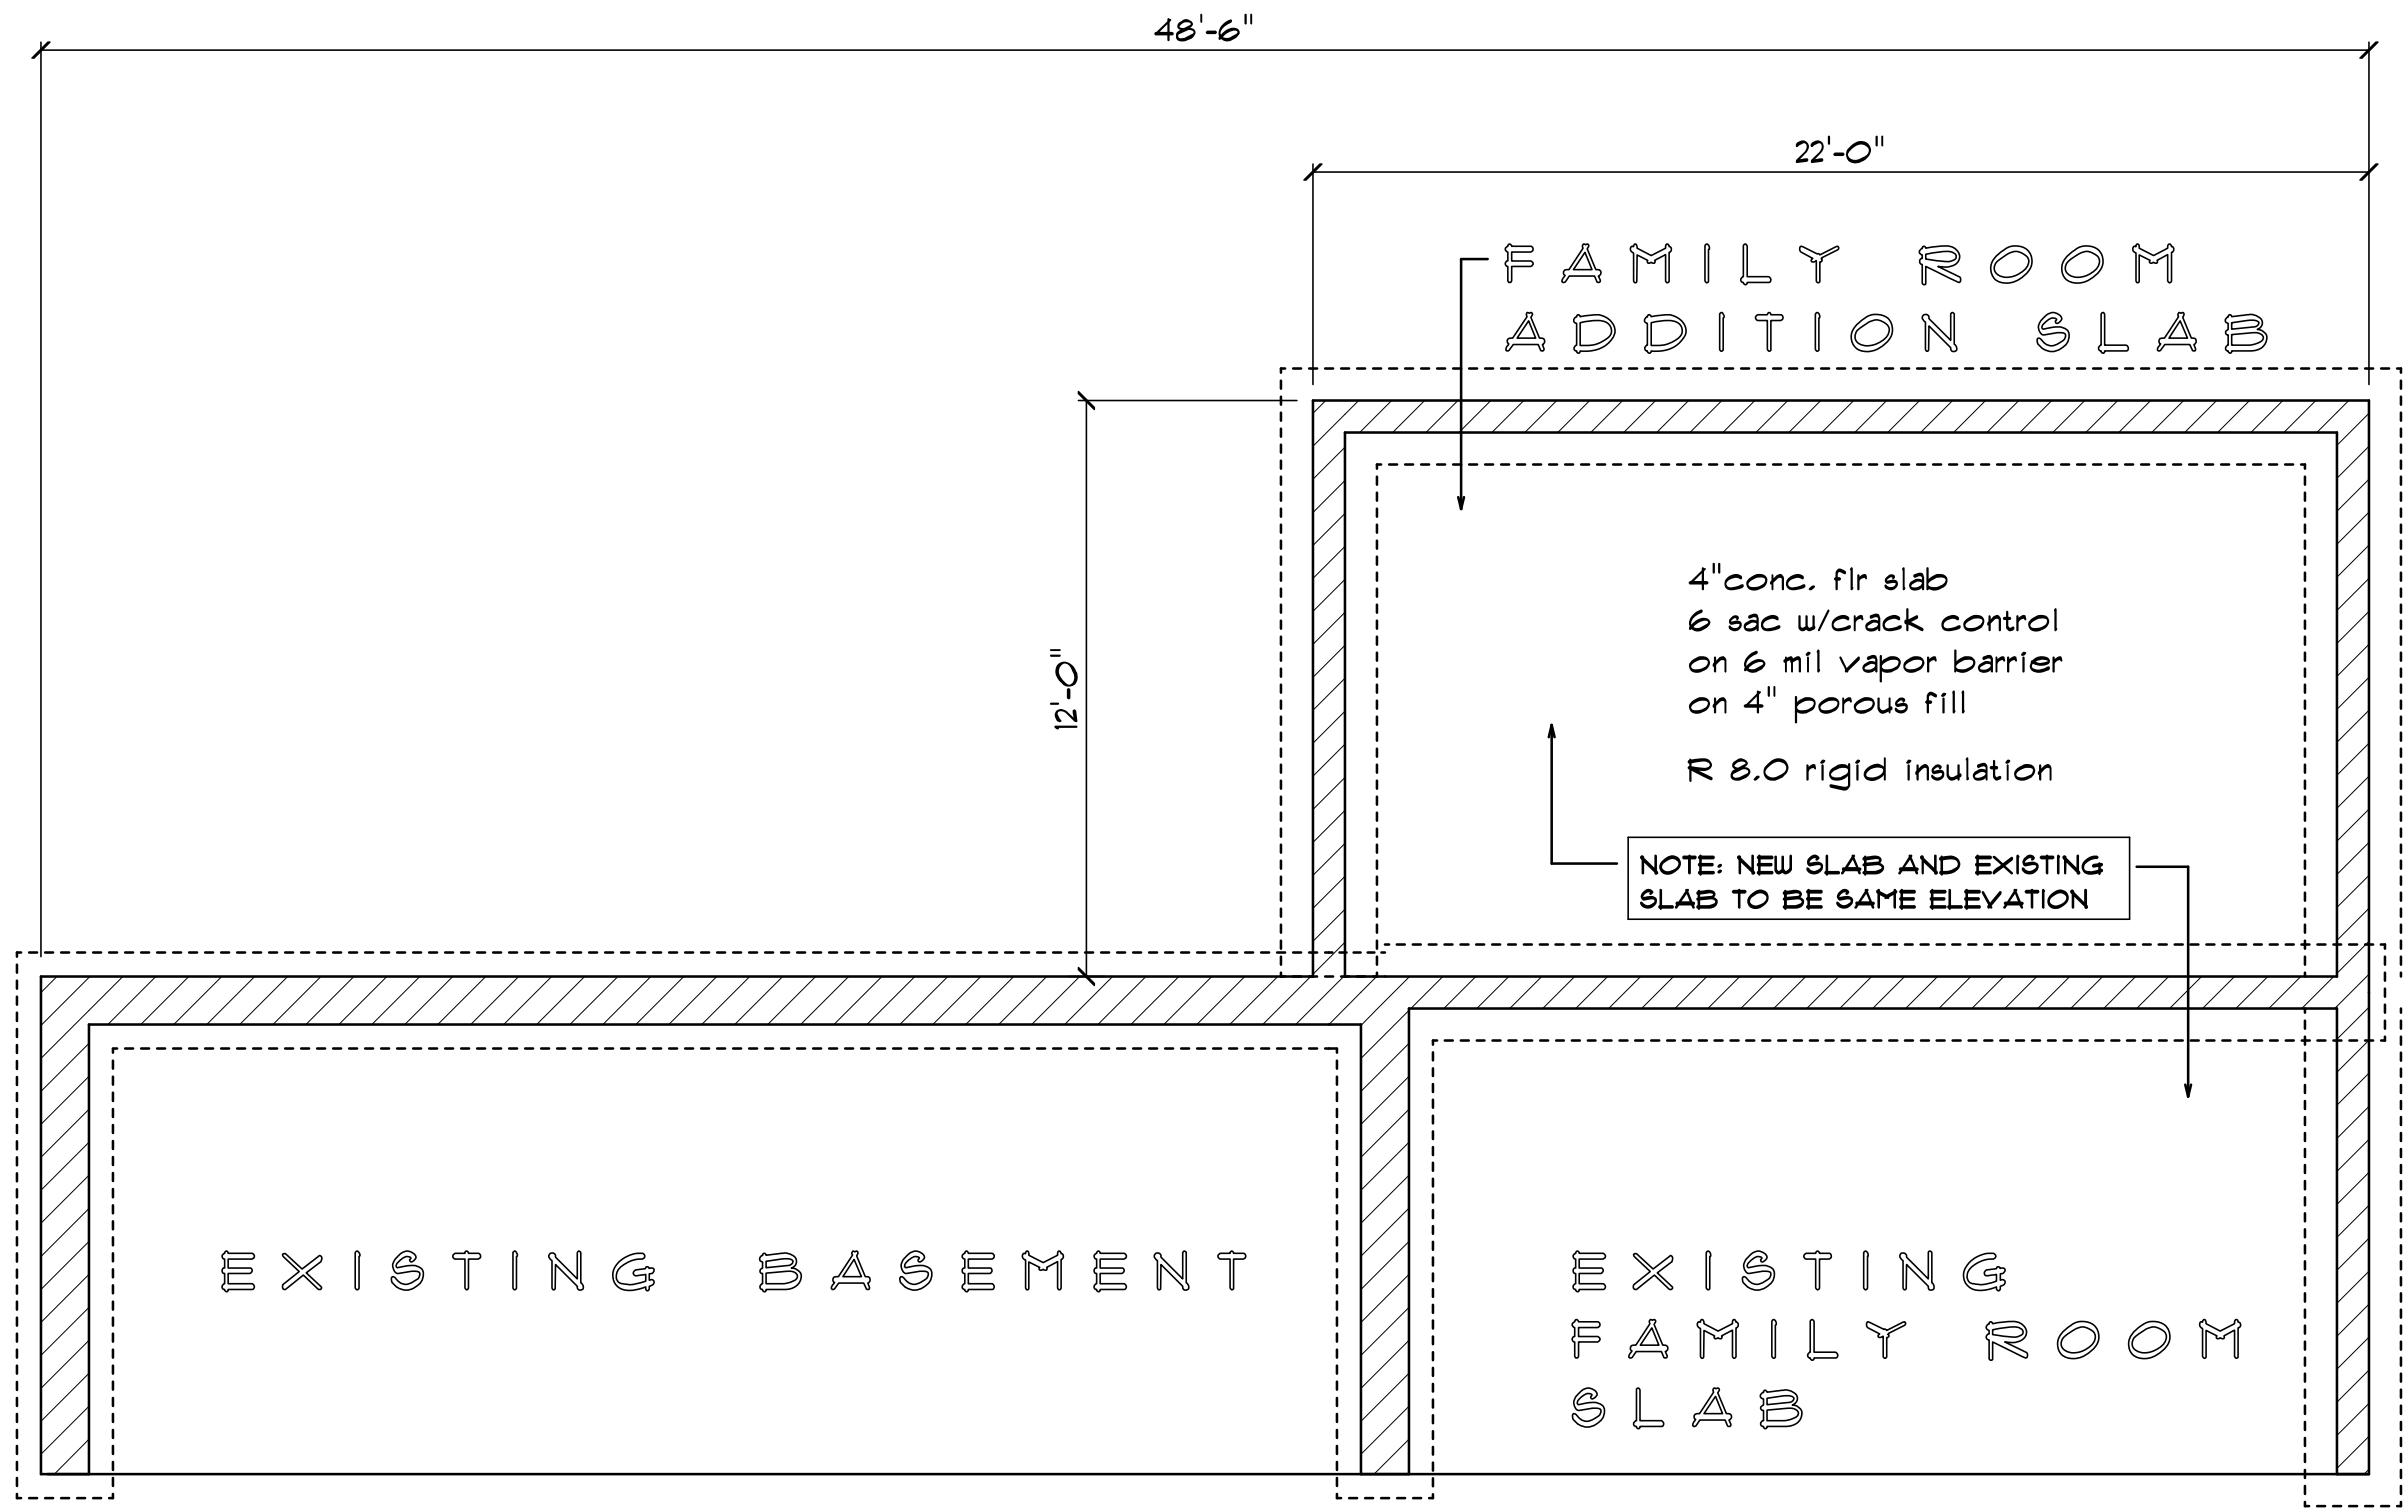 48'-6"
22'-0"
FAMILY ROOM
ADDITION SLAB
12'-0"
4"conc. flr slab
6 sac w/crack control
on 6 mil vapor barrier
on 4" porous fill
R 8.0 rigid insulation
NOTE: NEW SLAB AND EXISTING
SLAB TO BE SAME ELEVATION
EXISTING BASEMENT
EXISTING
FAMILY ROOM
SLAB